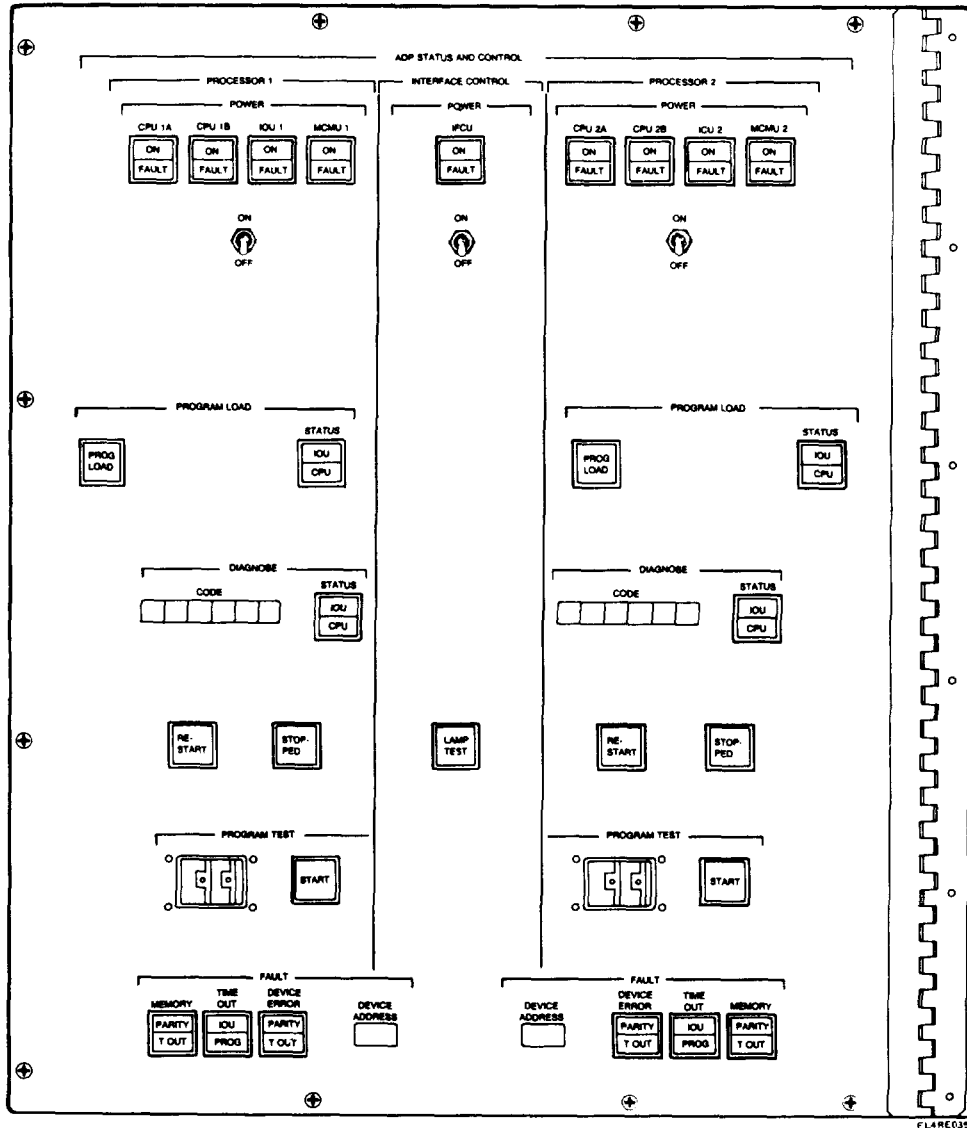 ADP STATUS AND CONTROL
PROCESSOR 1 INTERFACE CONTROL PROCESSOR 2
POWER POWER POWER
CPU 1A CPU 1B IOU 1 MCMU 1 IFCU CPU 2A CPU 2B ICU 2 MCMU 2
ON ON ON ON ON ON ON ON ON
FAULT FAULT FAULT FAULT FAULT FAULT FAULT FAULT FAULT
ON ON ON
OFF OFF OFF
PROGRAM LOAD PROGRAM LOAD
STATUS STATUS
PROG LOAD IOU CPU PROG LOAD IOU CPU
DIAGNOSE DIAGNOSE
CODE STATUS CODE STATUS
IOU IOU
CPU CPU
RE- STOP- LAMP RE- STOP-
START PED TEST START PED
PROGRAM TEST PROGRAM TEST
START START
FAULT FAULT
MEMORY TIME OUT DEVICE ERROR DEVICE ADDRESS DEVICE ADDRESS DEVICE ERROR TIME OUT MEMORY
PARITY IOU PARITY PARITY IOU PARITY
T OUT PROG T OUT T OUT PROG T OUT